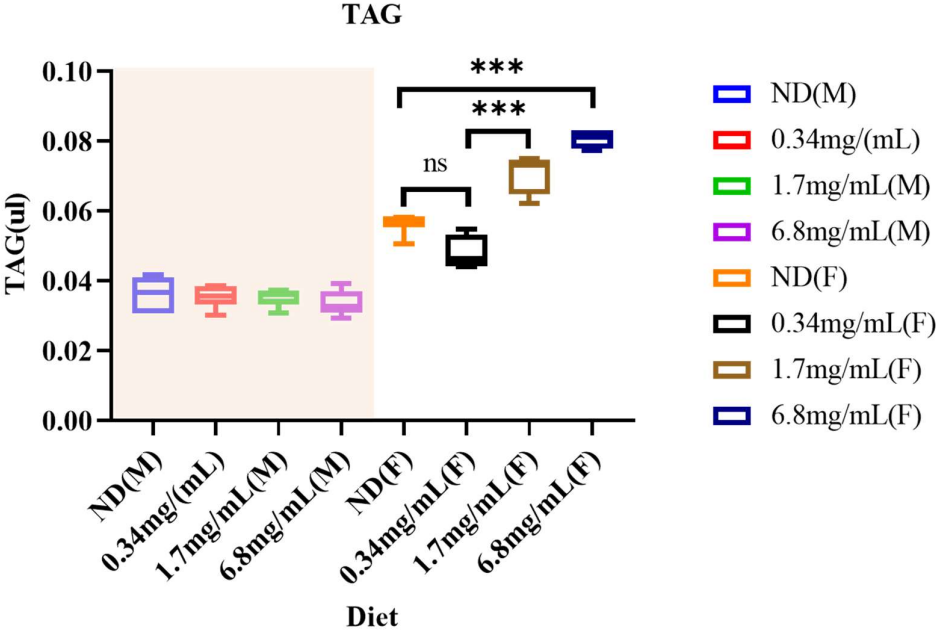 TAG
TAG(ul)
0.10
0.08
0.06
0.04
0.02
0.00
ns
***
***
ND(M)
0.34mg/(mL)
1.7mg/mL(M)
6.8mg/mL(M)
ND(F)
0.34mg/mL(F)
1.7mg/mL(F)
6.8mg/mL(F)
Diet
ND(M)
0.34mg/(mL)
1.7mg/mL(M)
6.8mg/mL(M)
ND(F)
0.34mg/mL(F)
1.7mg/mL(F)
6.8mg/mL(F)